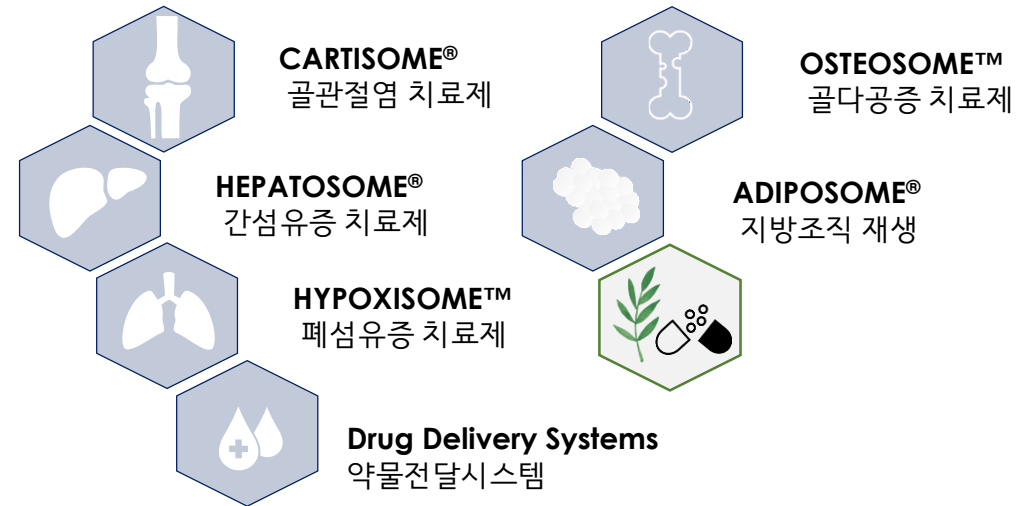 CARTISOME®
골관절염 치료제
HEPATOSOME®
간섬유증 치료제
HYPOXISOME™
폐섬유증 치료제
Drug Delivery Systems
약물전달시스템
OSTEOSOME™
골다공증 치료제
ADIPOSOME®
지방조직 재생